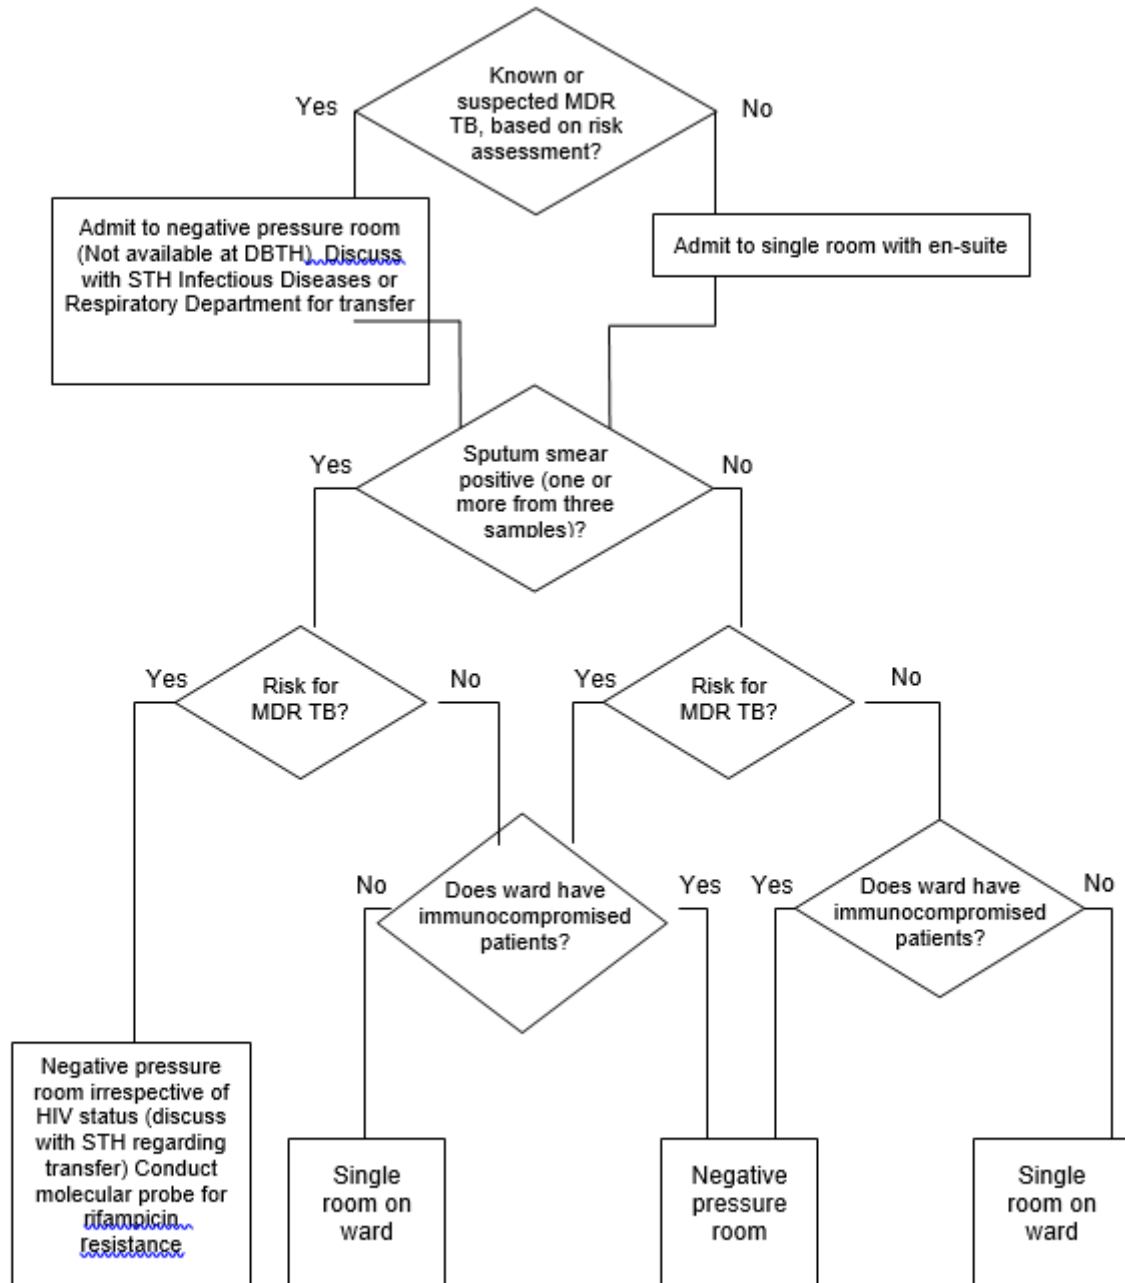 Known or
suspected MDR
TB, based on risk
assessment?
Yes
No
Admit to negative pressure room
(Not available at DBTH). Discuss
with STH Infectious Diseases or
Respiratory Department for transfer
Admit to single room with en-suite
Sputum smear
positive (one or
more from three
samples)?
Yes
No
Risk for
MDR TB?
Yes
No
Risk for
MDR TB?
Yes
No
Does ward have
immunocompromised
patients?
No
Yes
Does ward have
immunocompromised
patients?
Yes
No
Negative pressure
room irrespective of
HIV status (discuss
with STH regarding
transfer) Conduct
molecular probe for
rifampicin
resistance
Single
room on
ward
Negative
pressure
room
Single
room on
ward